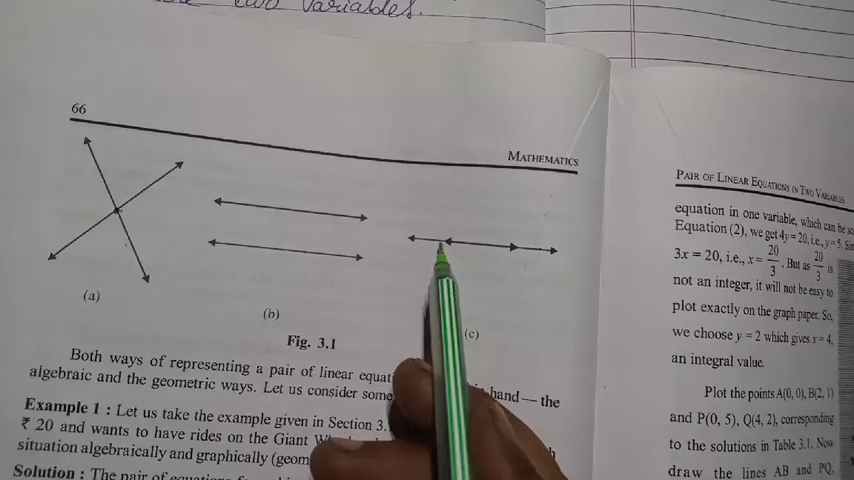 two variables.
66
MATHEMATICS
(a)
(b)
(c)
Fig. 3.1
Both ways of representing a pair of linear hand — the
algebraic and the geometric ways. Let us consider some
Example 1 : Let us take the example given in Section 3.
₹ 20 and wants to have rides on the Giant
situation algebraically and graphically
Solution : The pair of equations
PAIR OF LINEAR EQUATIONS IN TWO VARIABLES
equation in one variable, which can be
Equation (2), we get 4y = 20, i.e., y = 5.
3x = 20, i.e., x = 20/3 . But as 20/3 is
not an integer, it will not be easy to
plot exactly on the graph paper. So,
we choose y = 2 which gives x = 4,
an integral value.
Plot the points A(0, 0), B(2, 1)
and P(0, 5), Q(4, 2), corresponding
to the solutions in Table 3.1. Now
draw the lines AB and PQ,